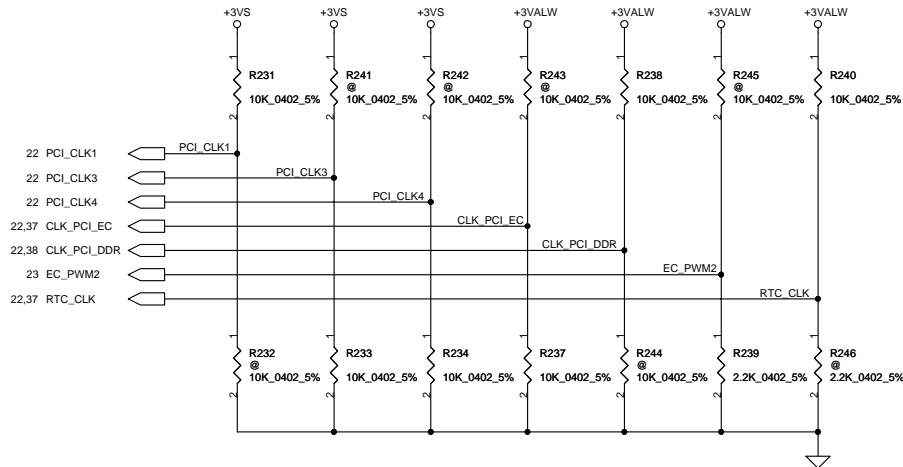 +3VS +3VS +3VS +3VALW +3VALW +3VALW +3VALW
1 1 1 1 1 1 1
R231 R241 R242 R243 R238 R245 R240
@ @ @ @
10K_0402_5% 10K_0402_5% 10K_0402_5% 10K_0402_5% 10K_0402_5% 10K_0402_5% 10K_0402_5%
2 2 2 2 2 2 2
22 PCI_CLK1 PCI_CLK1
22 PCI_CLK3 PCI_CLK3
22 PCI_CLK4 PCI_CLK4
22,37 CLK_PCI_EC CLK_PCI_EC
22,38 CLK_PCI_DDR CLK_PCI_DDR
23 EC_PWM2 EC_PWM2
22,37 RTC_CLK RTC_CLK
1 1 1 1 1 1 1
R232 R233 R234 R237 R244 R239 R246
@ @ @
10K_0402_5% 10K_0402_5% 10K_0402_5% 10K_0402_5% 10K_0402_5% 2.2K_0402_5% 2.2K_0402_5%
2 2 2 2 2 2 2